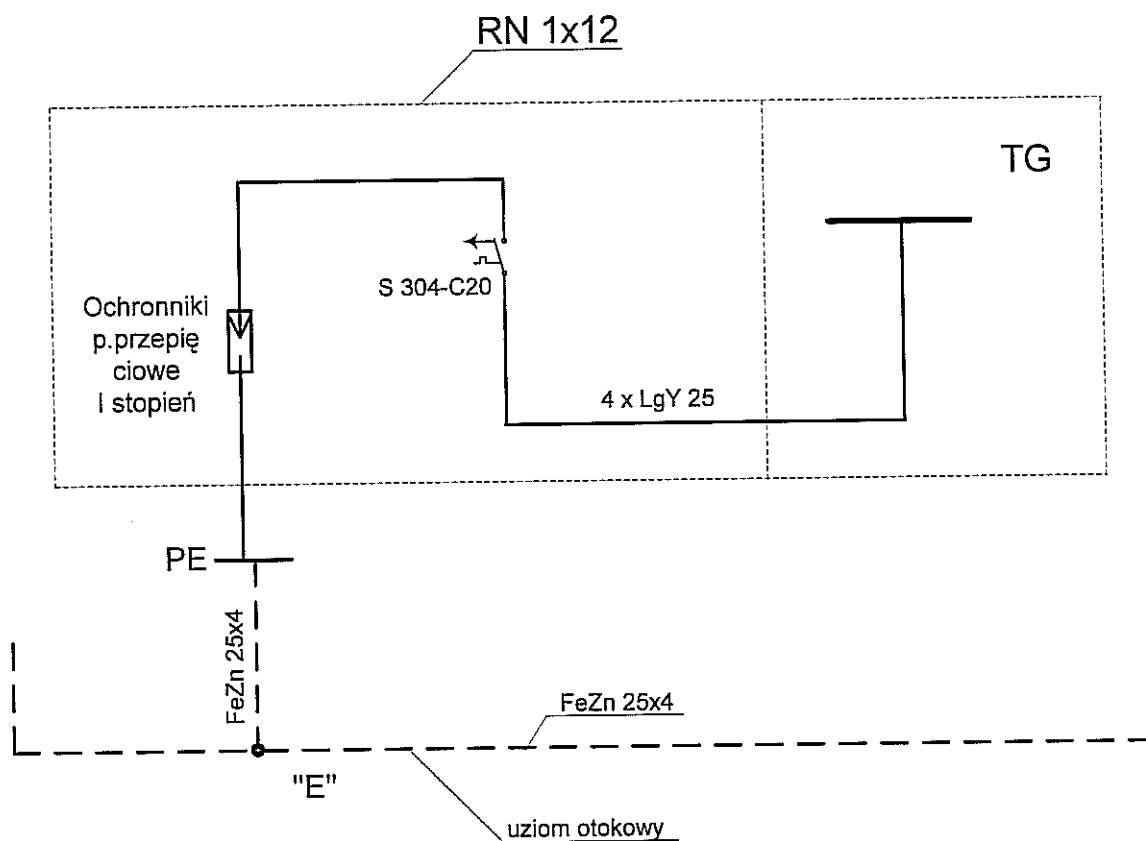 RN 1x12
TG
S 304-C20
Ochronniki
p.przepię
ciowe
I stopień
4 x LgY 25
PE
FeZn 25x4
FeZn 25x4
"E"
uziom otokowy